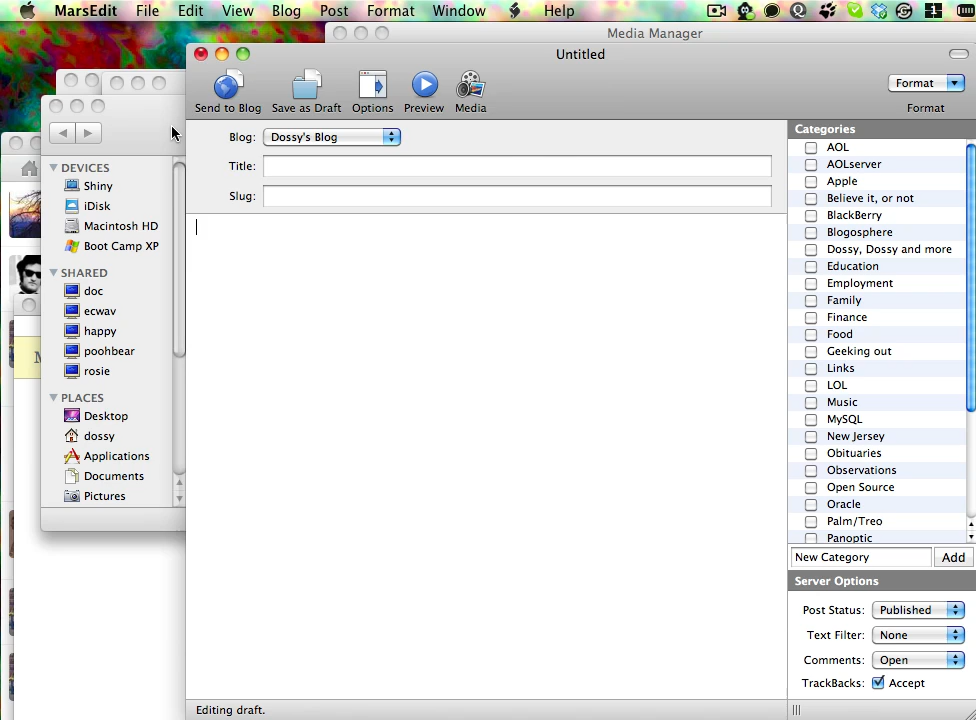 MarsEdit File Edit View Blog Post Format Window Help
Media Manager
Untitled
Send to Blog Save as Draft Options Preview Media
Format
Format
Blog: Dossy's Blog
Title:
Slug:
Categories
AOL
AOLserver
Apple
Believe it, or not
BlackBerry
Blogosphere
Dossy, Dossy and more
Education
Employment
Family
Finance
Food
Geeking out
Links
LOL
Music
MySQL
New Jersey
Obituaries
Observations
Open Source
Oracle
Palm/Treo
Panoptic
New Category Add
Server Options
Post Status: Published
Text Filter: None
Comments: Open
TrackBacks: Accept
Editing draft.
DEVICES
Shiny
iDisk
Macintosh HD
Boot Camp XP
SHARED
doc
ecwav
happy
poohbear
rosie
PLACES
Desktop
dossy
Applications
Documents
Pictures